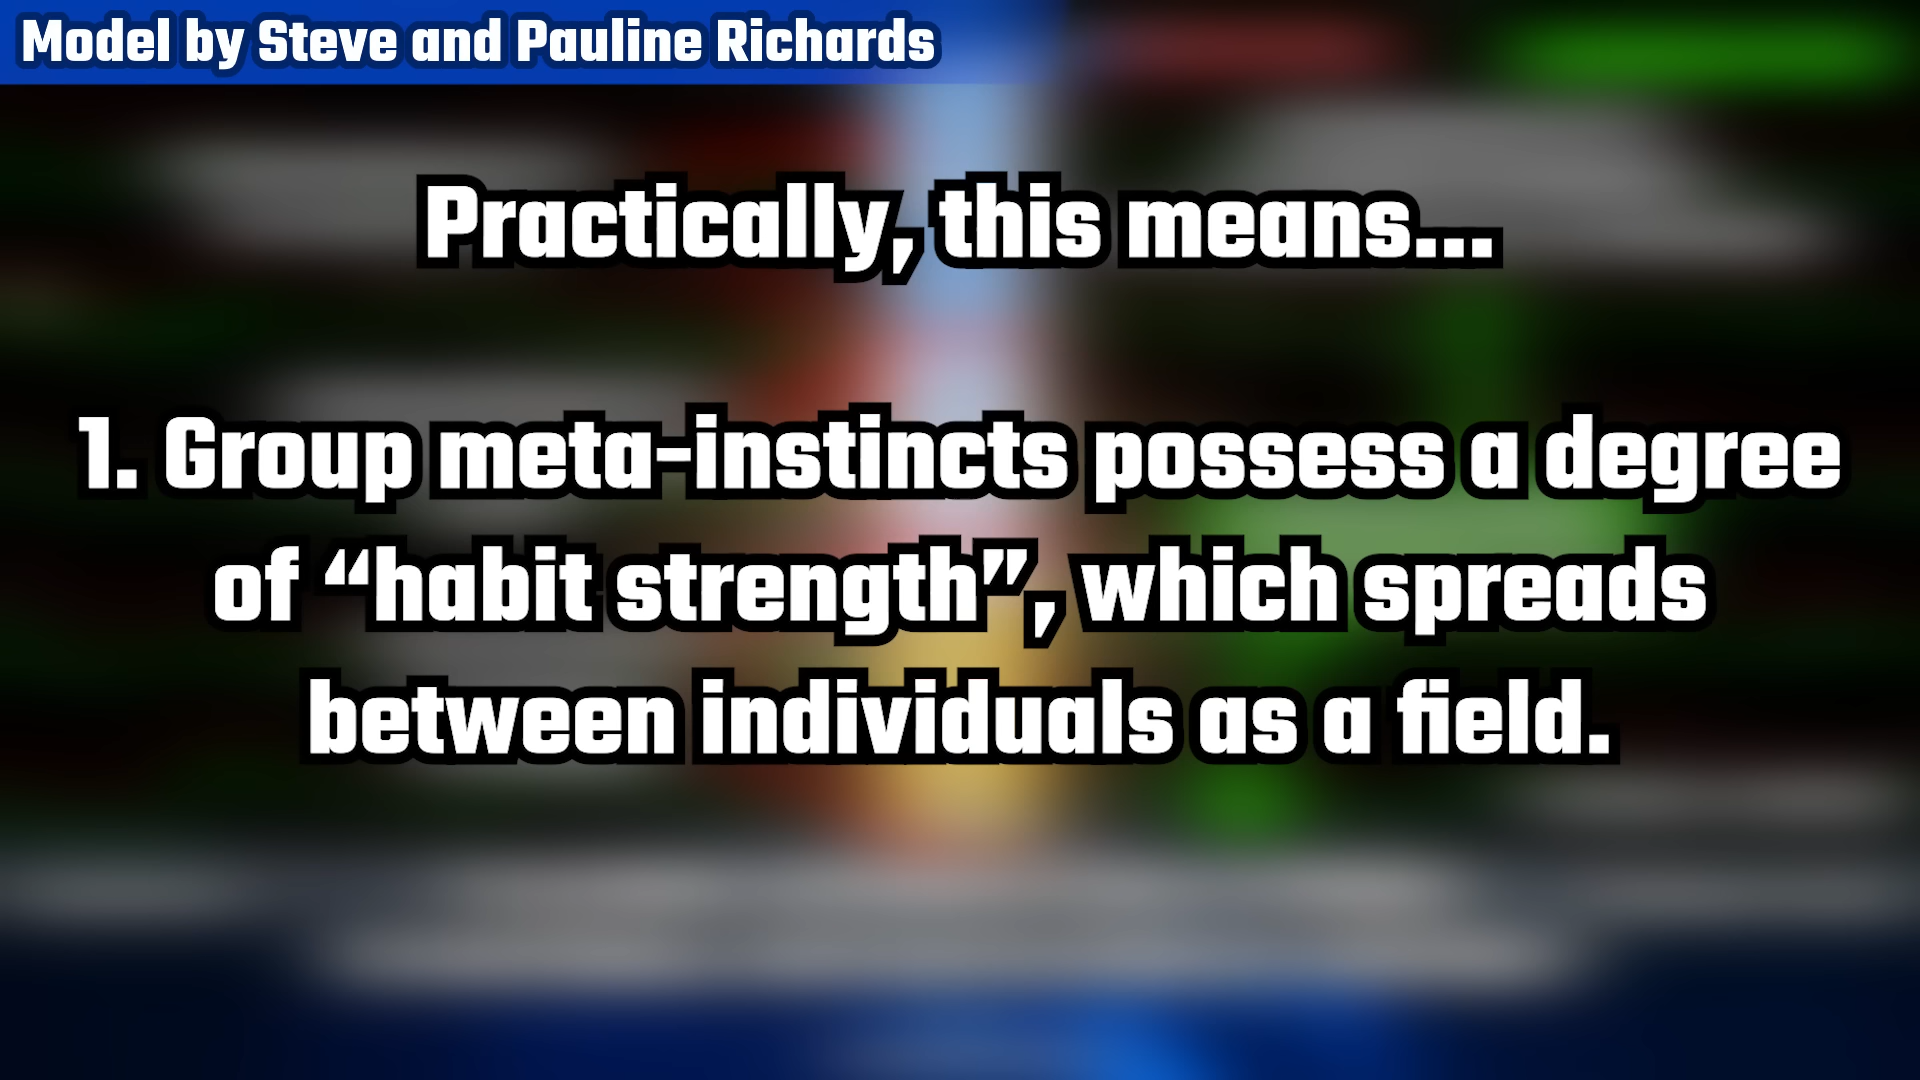 Model by Steve and Pauline Richards
Practically, this means...
1. Group meta-instincts possess a degree
of “habit strength”, which spreads
between individuals as a field.